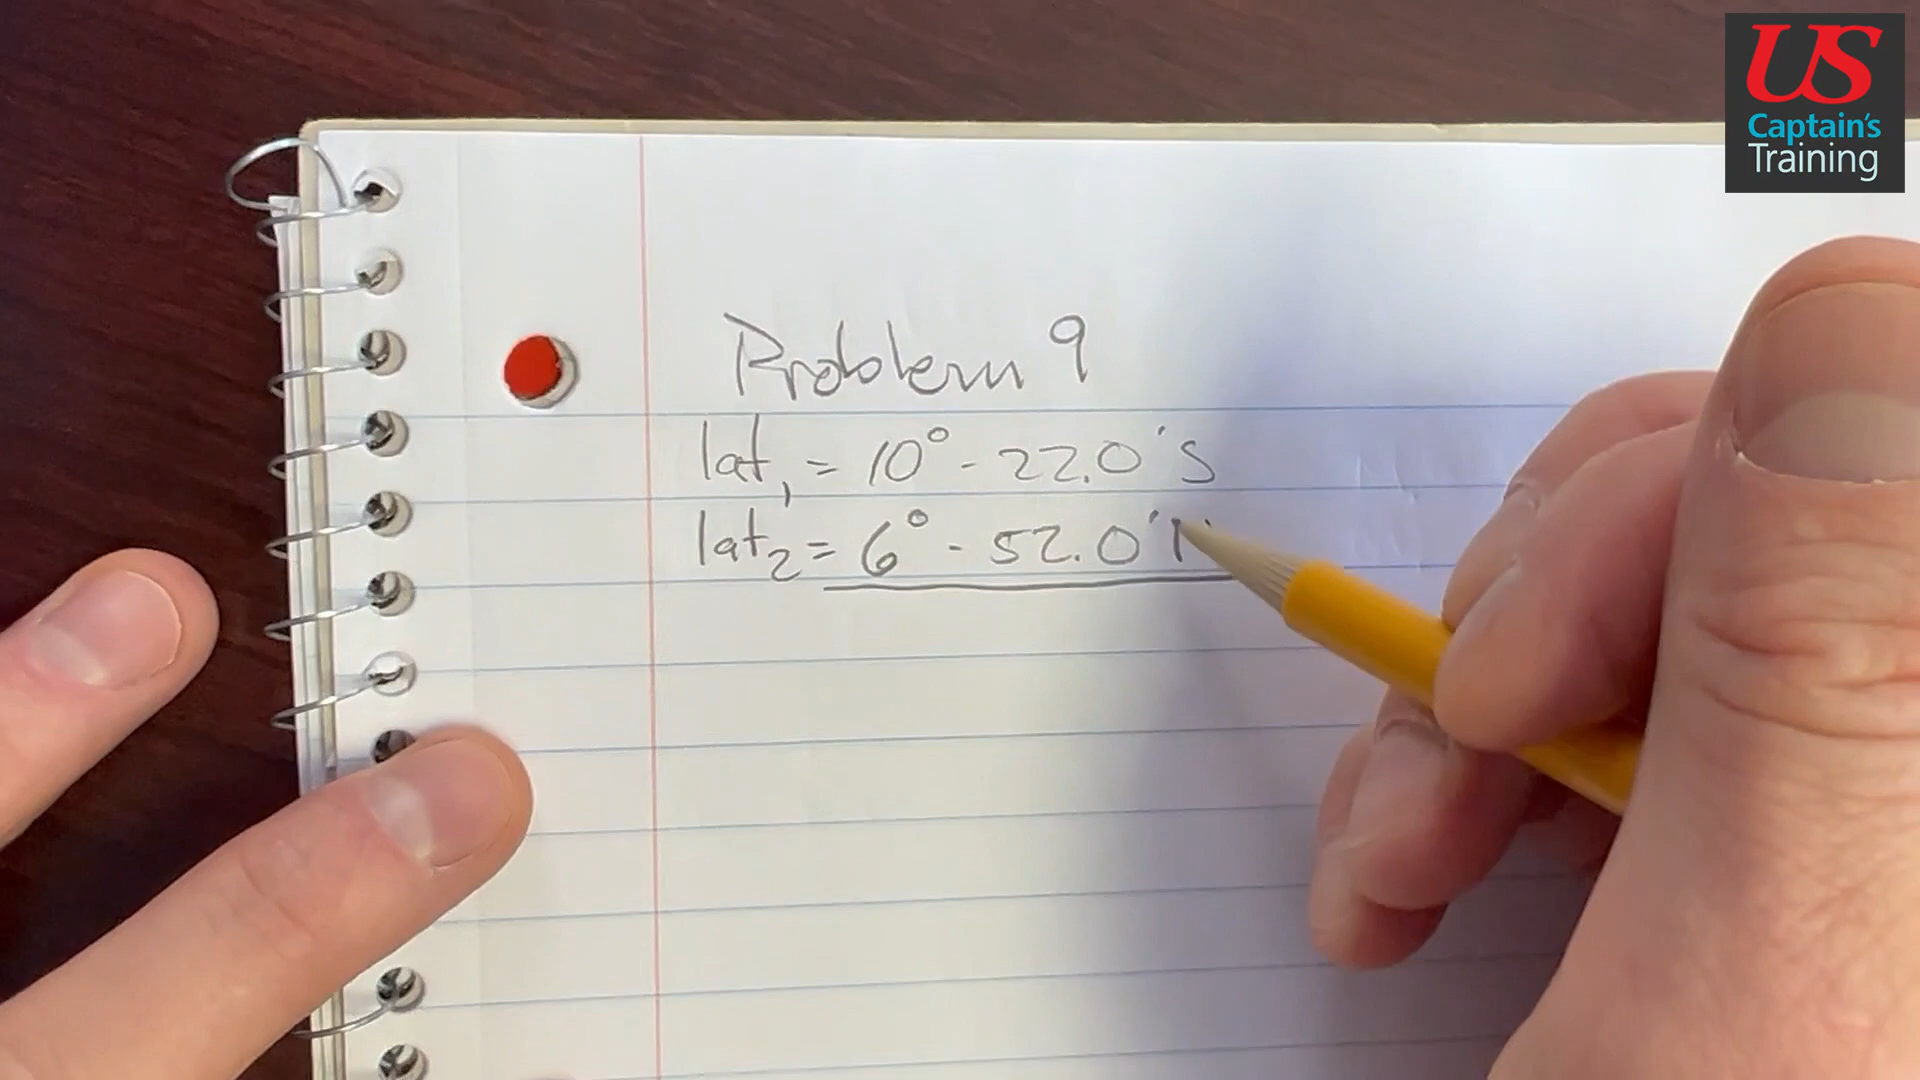 US
Captain's
Training
Problem 9
lat₁ = 10° - 22.0' S
lat₂ = 6° - 52.0'